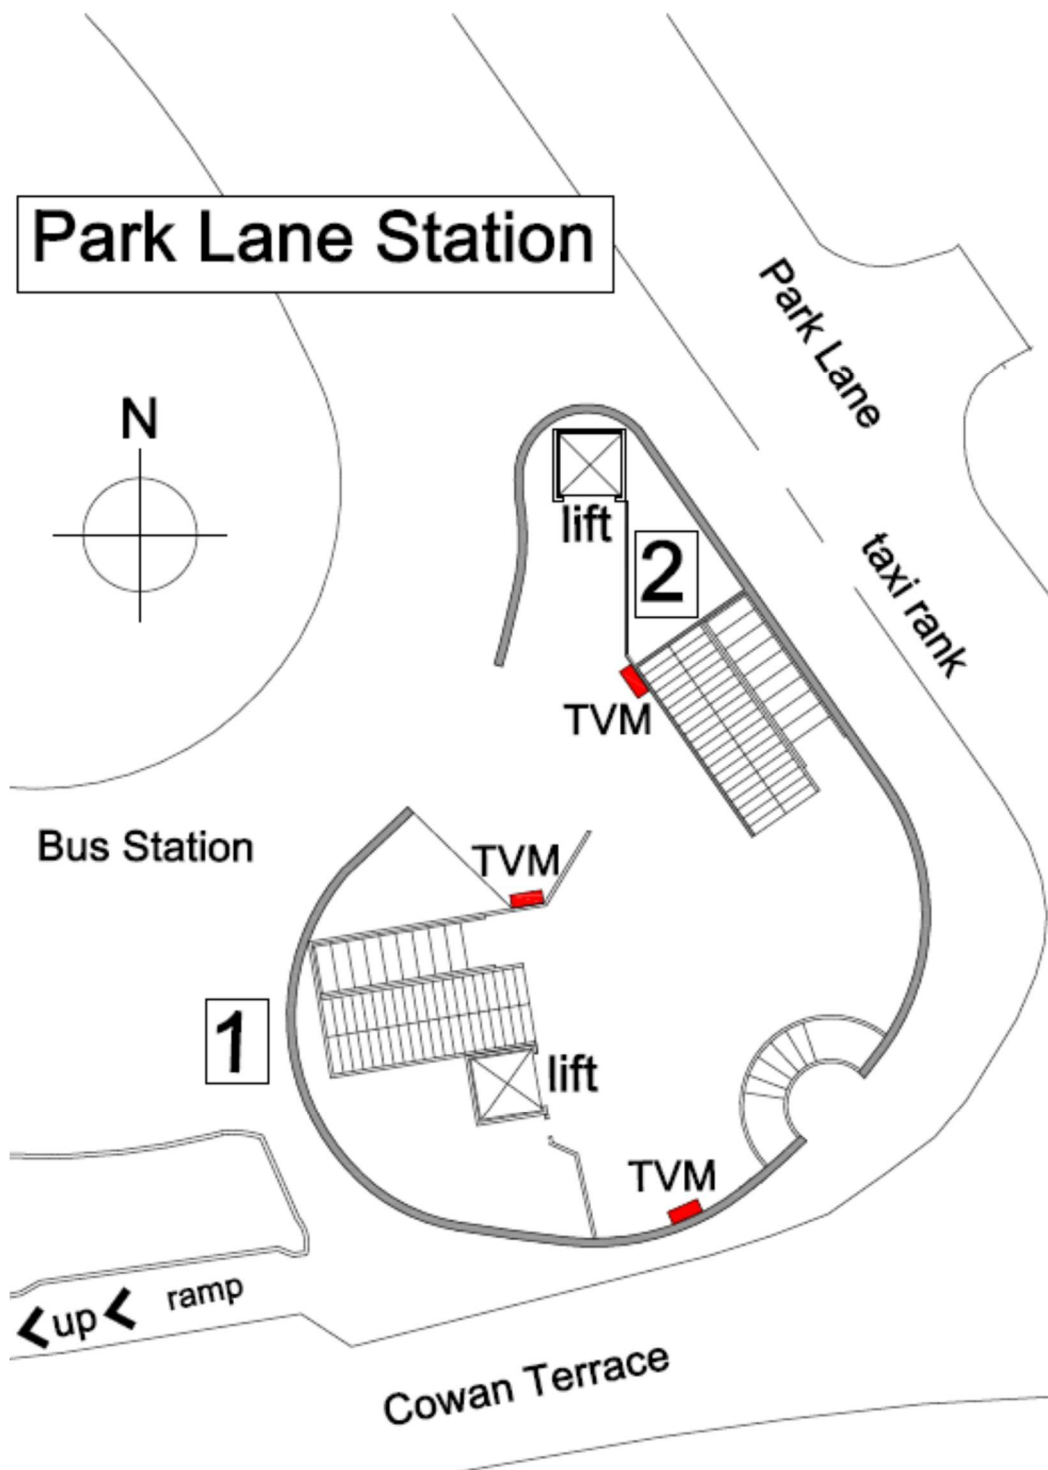 Park Lane Station
Park Lane
N
lift
2
taxi rank
TVM
Bus Station
TVM
1
lift
TVM
ramp
up
Cowan Terrace